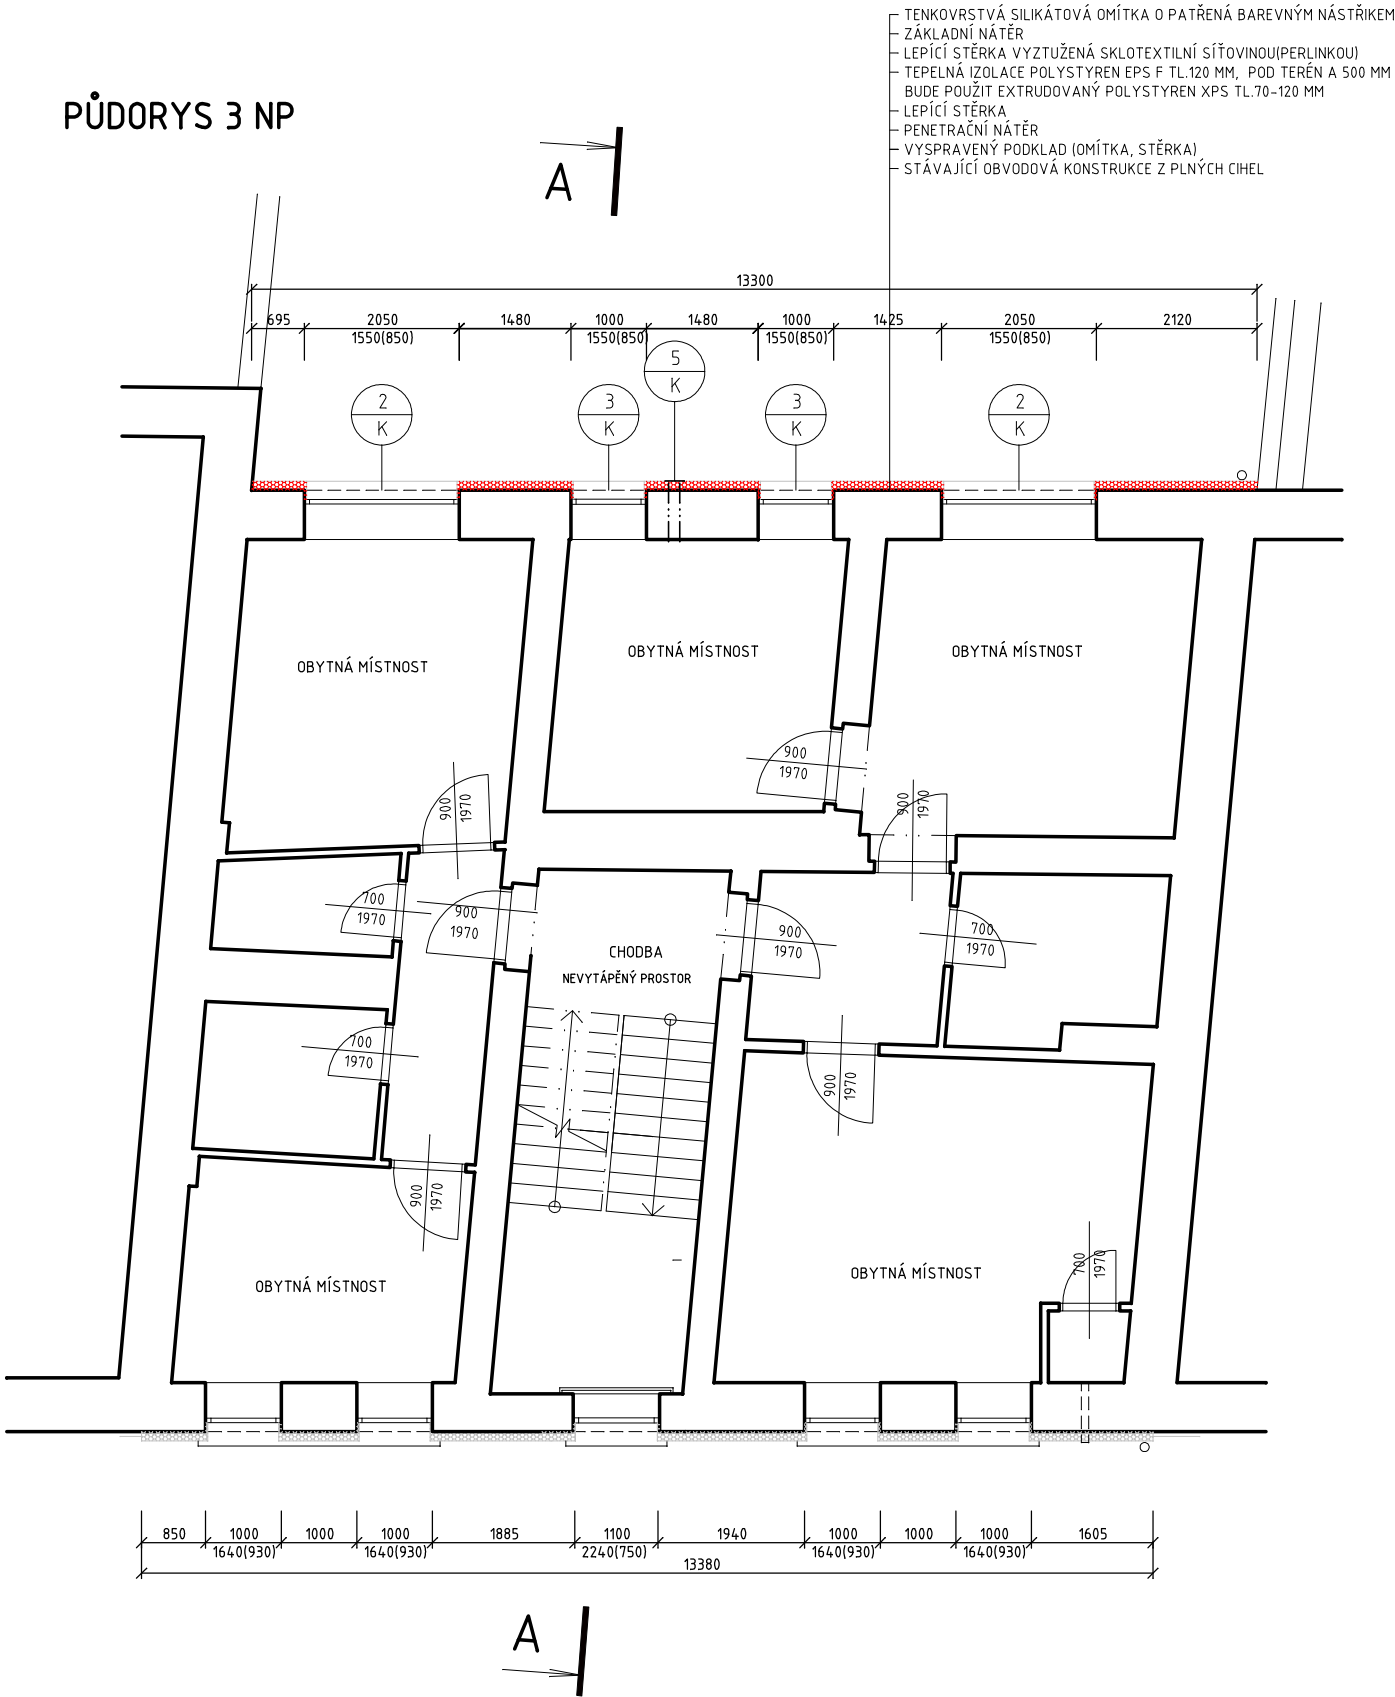 TENKOVRSTVÁ SILIKÁTOVÁ OMÍTKA O PATŘENÁ BAREVNÝM NÁSTŘIKEM
ZÁKLADNÍ NÁTĚR
LEPÍCÍ STĚRKA VYZTUŽENÁ SKLOTEXTILNÍ SÍŤOVINOU(PERLINKOU)
TEPELNÁ IZOLACE POLYSTYREN EPS F TL.120 MM, POD TERÉN A 500 MM
BUDE POUŽIT EXTRUDOVANÝ POLYSTYREN XPS TL.70-120 MM
LEPÍCÍ STĚRKA
PENETRAČNÍ NÁTĚR
VYSPRAVENÝ PODKLAD (OMÍTKA, STĚRKA)
STÁVAJÍCÍ OBVODOVÁ KONSTRUKCE Z PLNÝCH CIHEL
PŮDORYS 3 NP
A
13300
695 2050 1480 1000 1480 1000 1425 2050 2120
1550(850) 1550(850) 1550(850) 1550(850)
5
K
2 3 3 2
K K K K
OBYTNÁ MÍSTNOST
OBYTNÁ MÍSTNOST
OBYTNÁ MÍSTNOST
900
1970
900
1970
900
1970
700
1970
900
1970
900
1970
700
1970
CHODBA
NEVYTÁPĚNÝ PROSTOR
700
1970
900
1970
900
1970
700
1970
OBYTNÁ MÍSTNOST
OBYTNÁ MÍSTNOST
850 1000 1000 1000 1885 1100 1940 1000 1000 1000 1605
1640(930) 1640(930) 2240(750) 1640(930) 1640(930)
13380
A